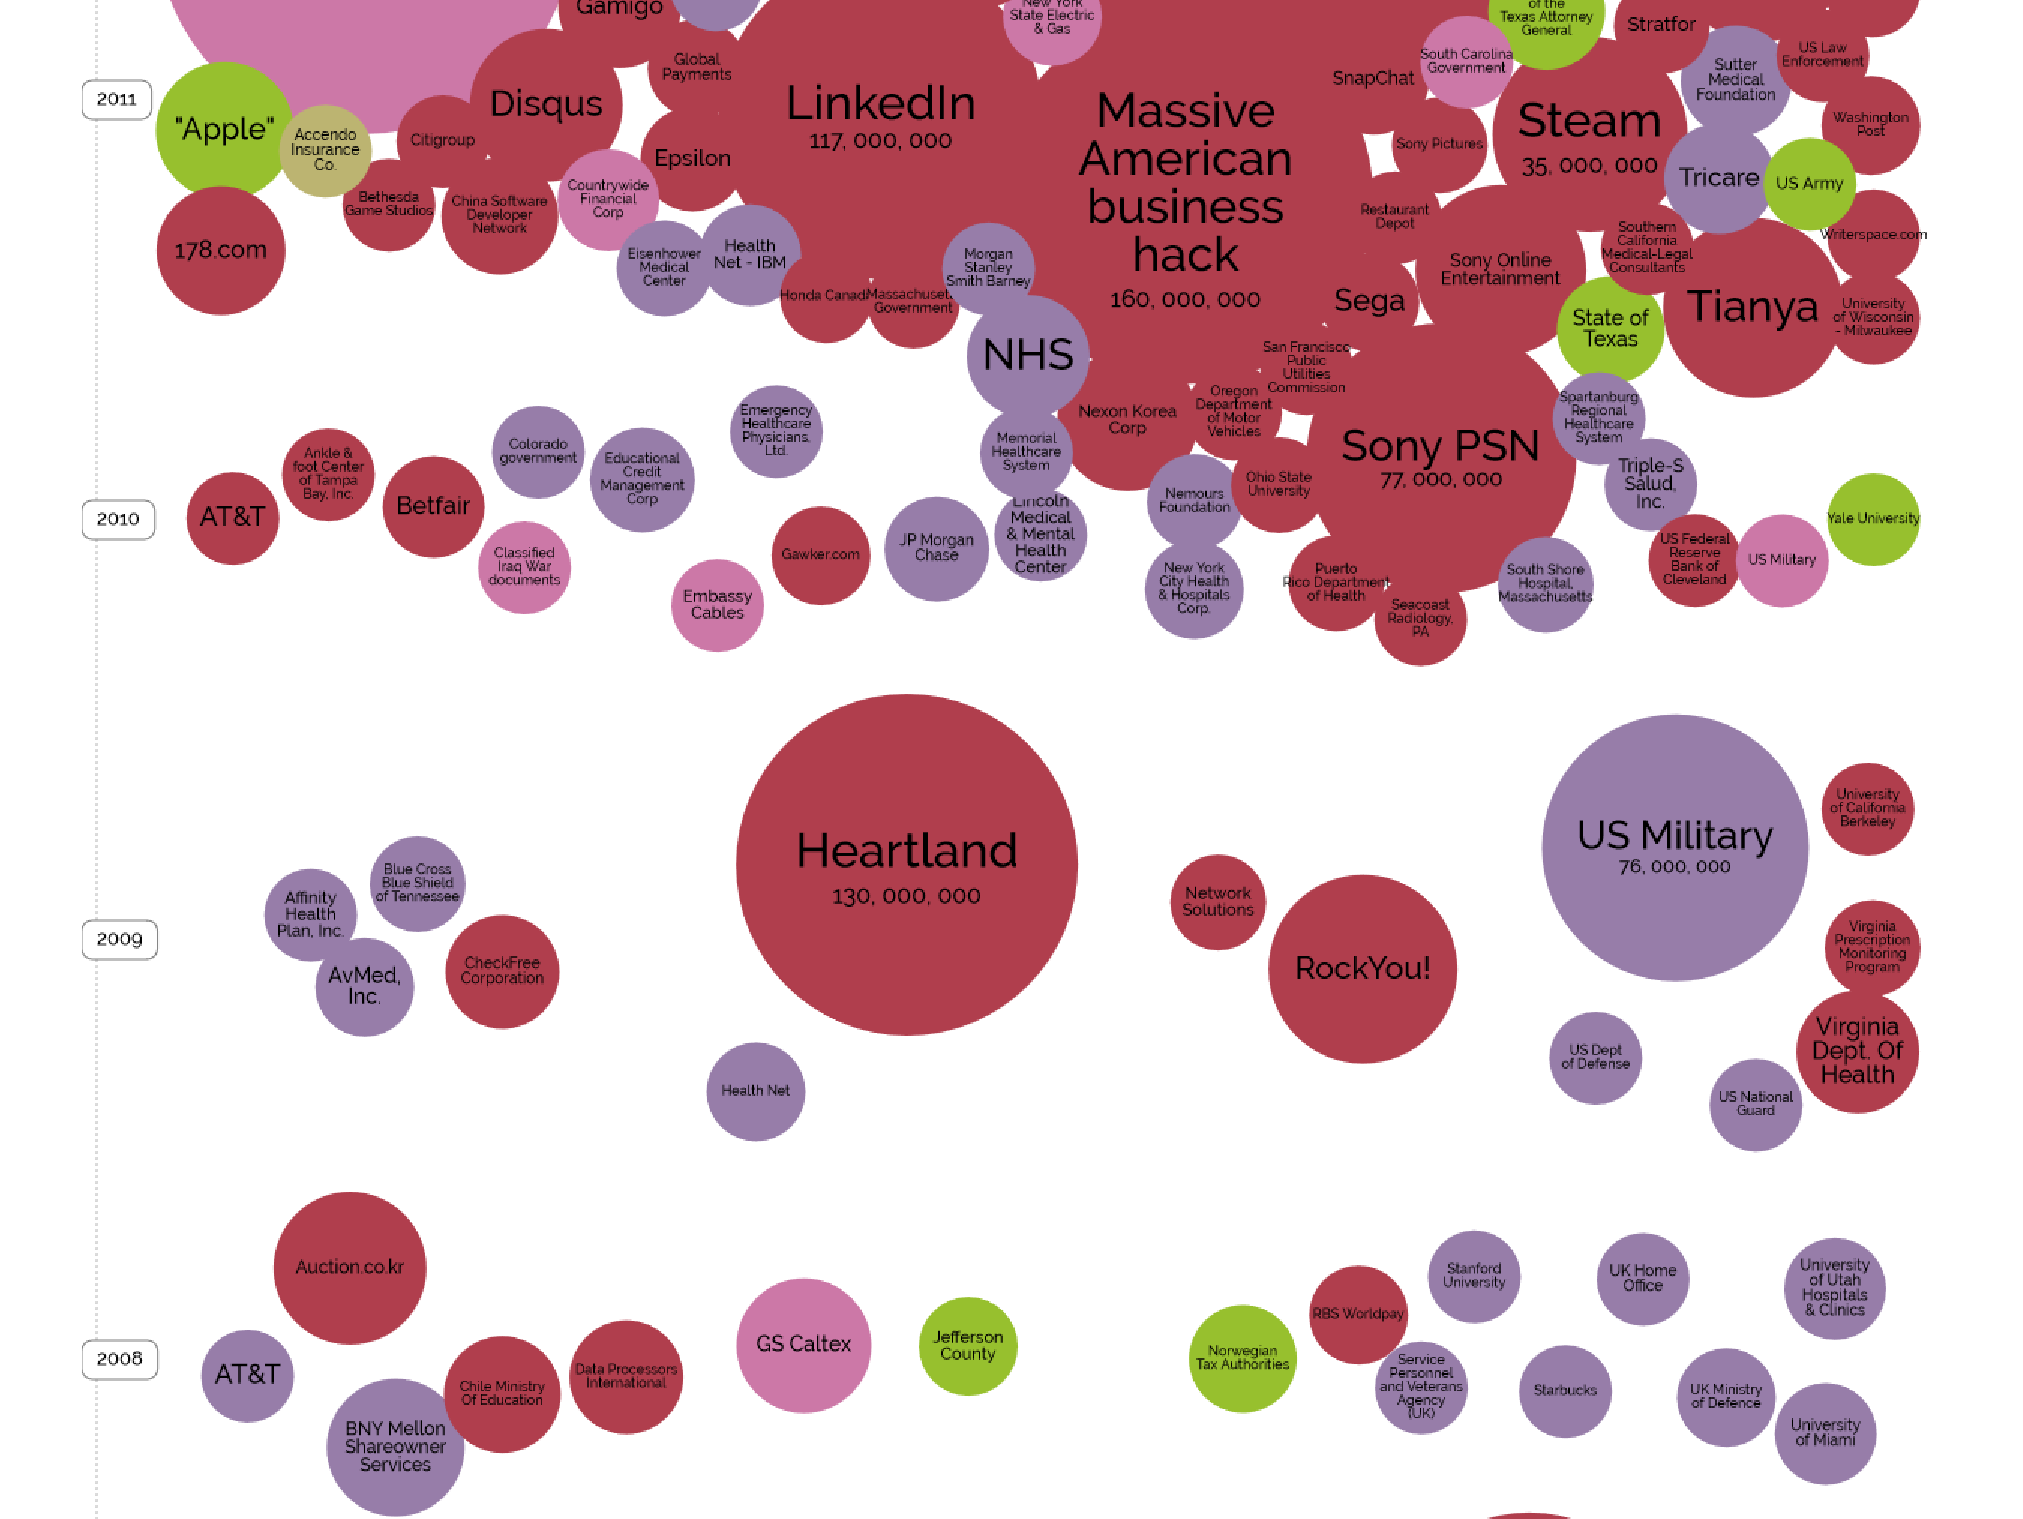 Gamigo
New York
State Electric
& Gas
of the
Texas Attorney
General
Stratfor
Global
Payments
South Carolina
Government
US Law
Enforcement
Sutter
Medical
Foundation
SnapChat
2011
"Apple"
Accendo
Insurance
Co.
Citigroup
Disqus
Epsilon
LinkedIn
117, 000, 000
Massive
American
business
hack
160, 000, 000
Sony Pictures
Steam
35, 000, 000
Washington
Post
Tricare
US Army
Bethesda
Game Studios
China Software
Developer
Network
Countrywide
Financial
Corp
Restaurant
Depot
178.com
Eisenhower
Medical
Center
Health
Net - IBM
Morgan
Stanley
Smith Barney
Sony Online
Entertainment
Southern
California
Medical-Legal
Consultants
Writerspace.com
Honda Canad
Massachuset
Government
Sega
State of
Texas
Tianya
University
of Wisconsin
- Milwaukee
NHS
San Francisco
Public
Utilities
Commission
Nexon Korea
Corp
Oregon
Department
of Motor
Vehicles
Sony PSN
77, 000, 000
Spartanburg
Regional
Healthcare
System
Emergency
Healthcare
Physicians,
Ltd.
Colorado
government
Educational
Credit
Management
Corp
Memorial
Healthcare
System
Ankle &
foot Center
of Tampa
Bay, Inc.
Betfair
AT&T
2010
Classified
Iraq War
documents
Embassy
Cables
Gawker.com
JP Morgan
Chase
Lincoln
Medical
& Mental
Health
Center
Nemours
Foundation
Ohio State
University
Triple-S
Salud,
Inc.
Yale University
New York
City Health
& Hospitals
Corp.
Puerto
Rico Department
of Health
Seacoast
Radiology,
PA
South Shore
Hospital,
Massachusetts
US Federal
Reserve
Bank of
Cleveland
US Military
Heartland
130, 000, 000
US Military
76, 000, 000
University
of California
Berkeley
Blue Cross
Blue Shield
of Tennessee
Affinity
Health
Plan, Inc.
Network
Solutions
2009
AvMed,
Inc.
CheckFree
Corporation
RockYou!
Virginia
Prescription
Monitoring
Program
Virginia
Dept. Of
Health
US Dept
of Defense
US National
Guard
Health Net
Auction.co.kr
Stanford
University
UK Home
Office
University
of Utah
Hospitals
& Clinics
RBS Worldpay
2008
AT&T
Chile Ministry
Of Education
Data Processors
International
GS Caltex
Jefferson
County
Norwegian
Tax Authorities
Service
Personnel
and Veterans
Agency
(UK)
Starbucks
UK Ministry
of Defence
University
of Miami
BNY Mellon
Shareowner
Services